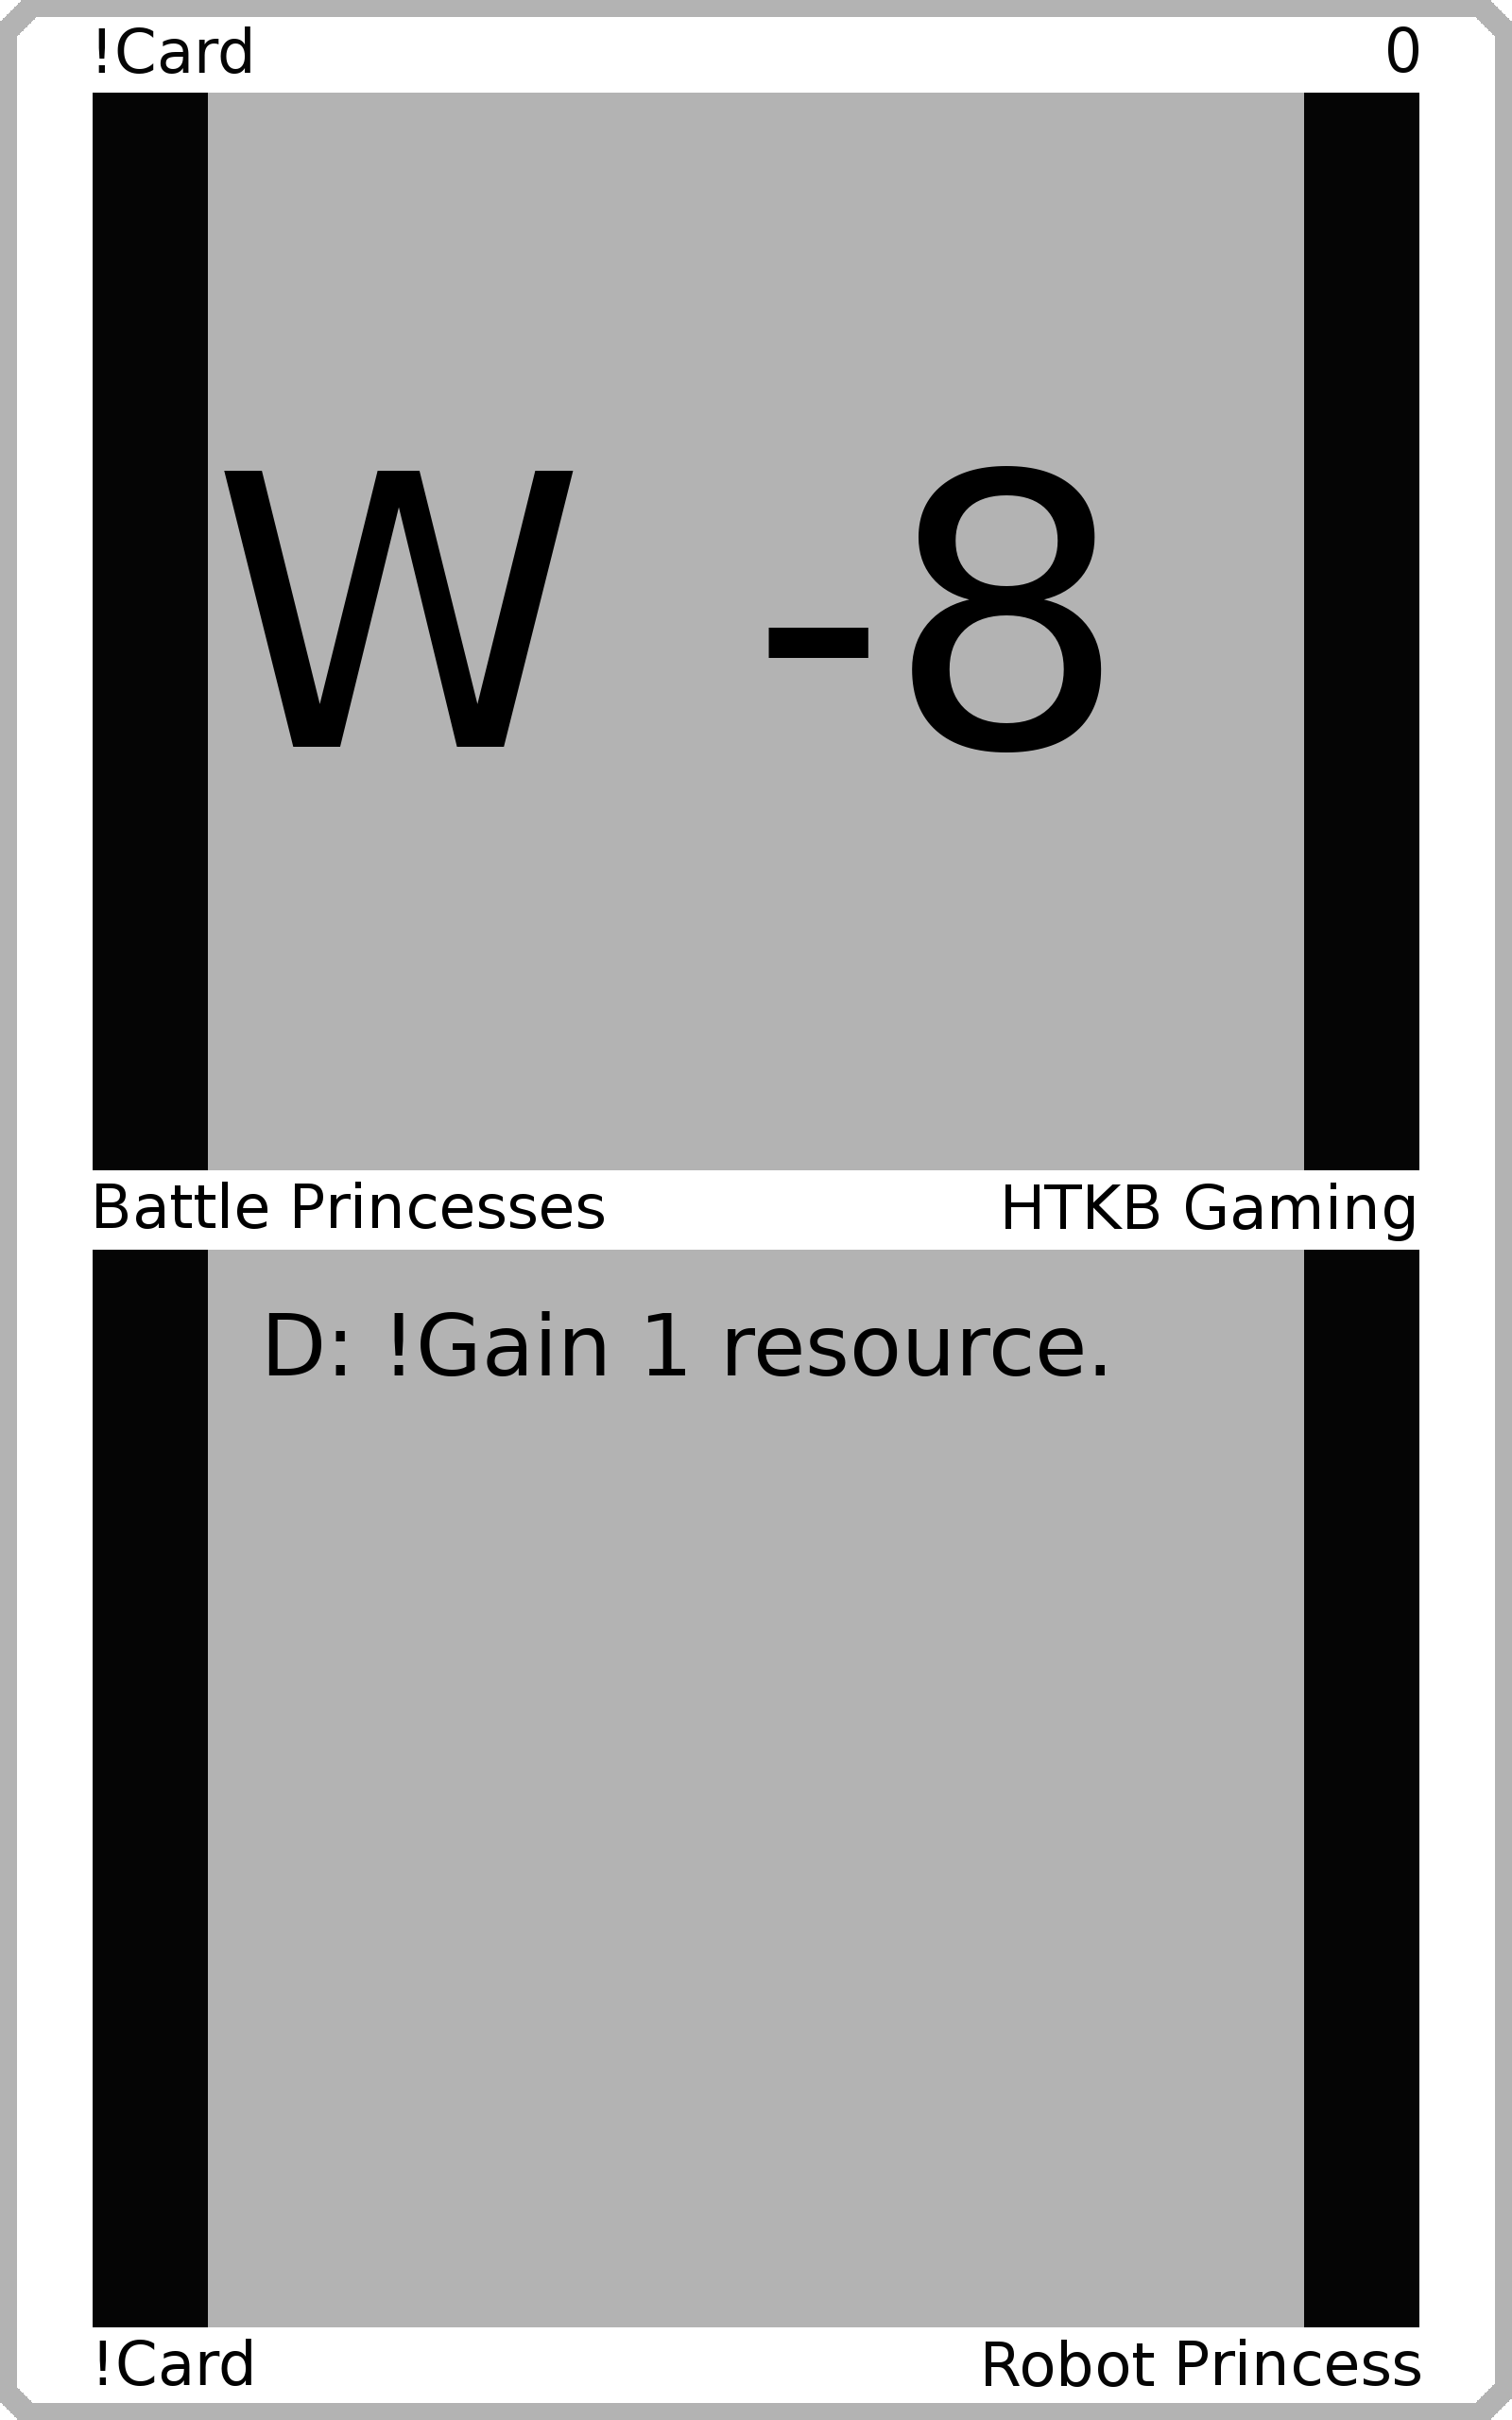 !Card 0
W -8
Battle Princesses HTKB Gaming
D: !Gain 1 resource.
!Card Robot Princess